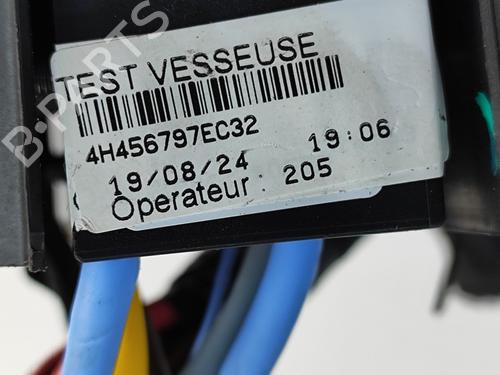 B-PARTS
TEST VESSEUSE
4H456797EC32
19/08/24 19:06
Operateur : 205